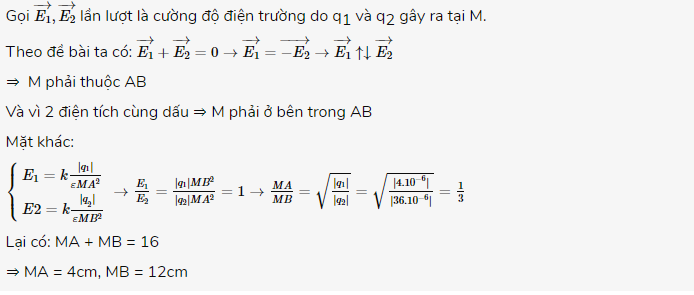 Gọi $\overrightarrow{E_1}, \overrightarrow{E_2}$ lần lượt là cường độ điện trường do q₁ và q₂ gây ra tại M.
Theo đề bài ta có: $\overrightarrow{E_1} + \overrightarrow{E_2} = 0 \rightarrow \overrightarrow{E_1} = \overrightarrow{-E_2} \rightarrow \overrightarrow{E_1} \uparrow\downarrow \overrightarrow{E_2}$
⇒ M phải thuộc AB
Và vì 2 điện tích cùng dấu ⇒ M phải ở bên trong AB
Mặt khác:
$\begin{cases} E_1 = k\frac{|q_1|}{\varepsilon MA^2} \\ E2 = k\frac{|q_2|}{\varepsilon MB^2} \end{cases} \rightarrow \frac{E_1}{E_2} = \frac{|q_1|MB^2}{|q_2|MA^2} = 1 \rightarrow \frac{MA}{MB} = \sqrt{\frac{|q_1|}{|q_2|}} = \sqrt{\frac{|4.10^{-6}|}{|36.10^{-6}|}} = \frac{1}{3}$
Lại có: MA + MB = 16
⇒ MA = 4cm, MB = 12cm